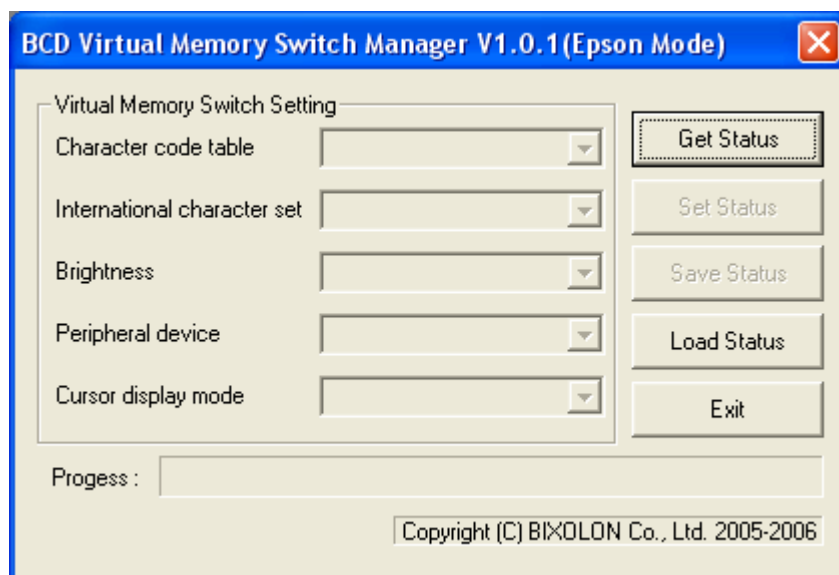 BCD Virtual Memory Switch Manager V1.0.1(Epson Mode)
Virtual Memory Switch Setting
Character code table
International character set
Brightness
Peripheral device
Cursor display mode
Get Status
Set Status
Save Status
Load Status
Exit
Progess :
Copyright (C) BIXOLON Co., Ltd. 2005-2006